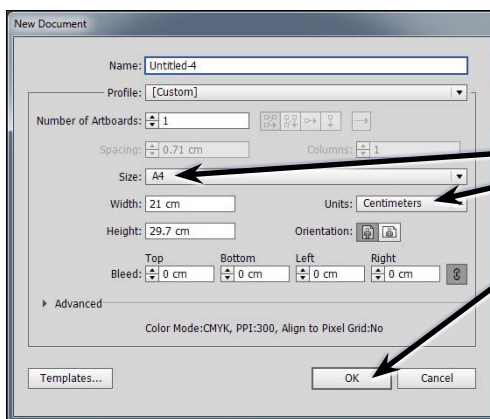 New Document
Name: Untitled-4
Profile: [Custom]
Number of Artboards: 1
Spacing: 0.71 cm Columns: 1
Size: A4
Width: 21 cm Units: Centimeters
Height: 29.7 cm Orientation:
Top Bottom Left Right
Bleed: 0 cm 0 cm 0 cm 0 cm
Advanced
Color Mode:CMYK, PPI:300, Align to Pixel Grid:No
Templates... OK Cancel